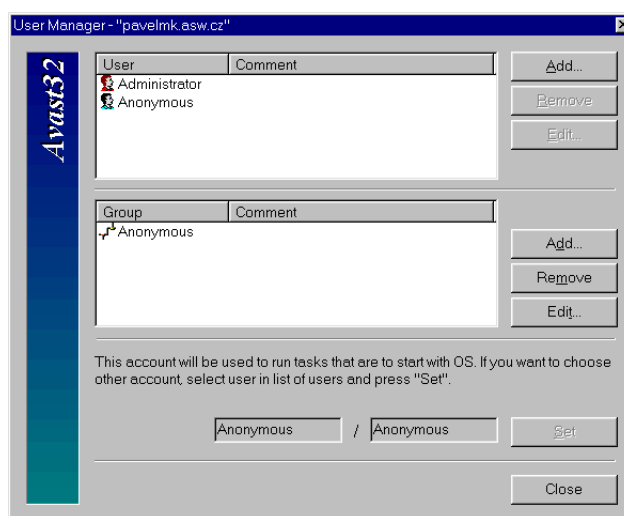 User Manager - "pavelmk.asw.cz"
Avast32
User Comment
Administrator
Anonymous
Add...
Remove
Edit...
Group Comment
Anonymous
Add...
Remove
Edit...
This account will be used to run tasks that are to start with OS. If you want to choose
other account, select user in list of users and press "Set".
Anonymous / Anonymous
Set
Close